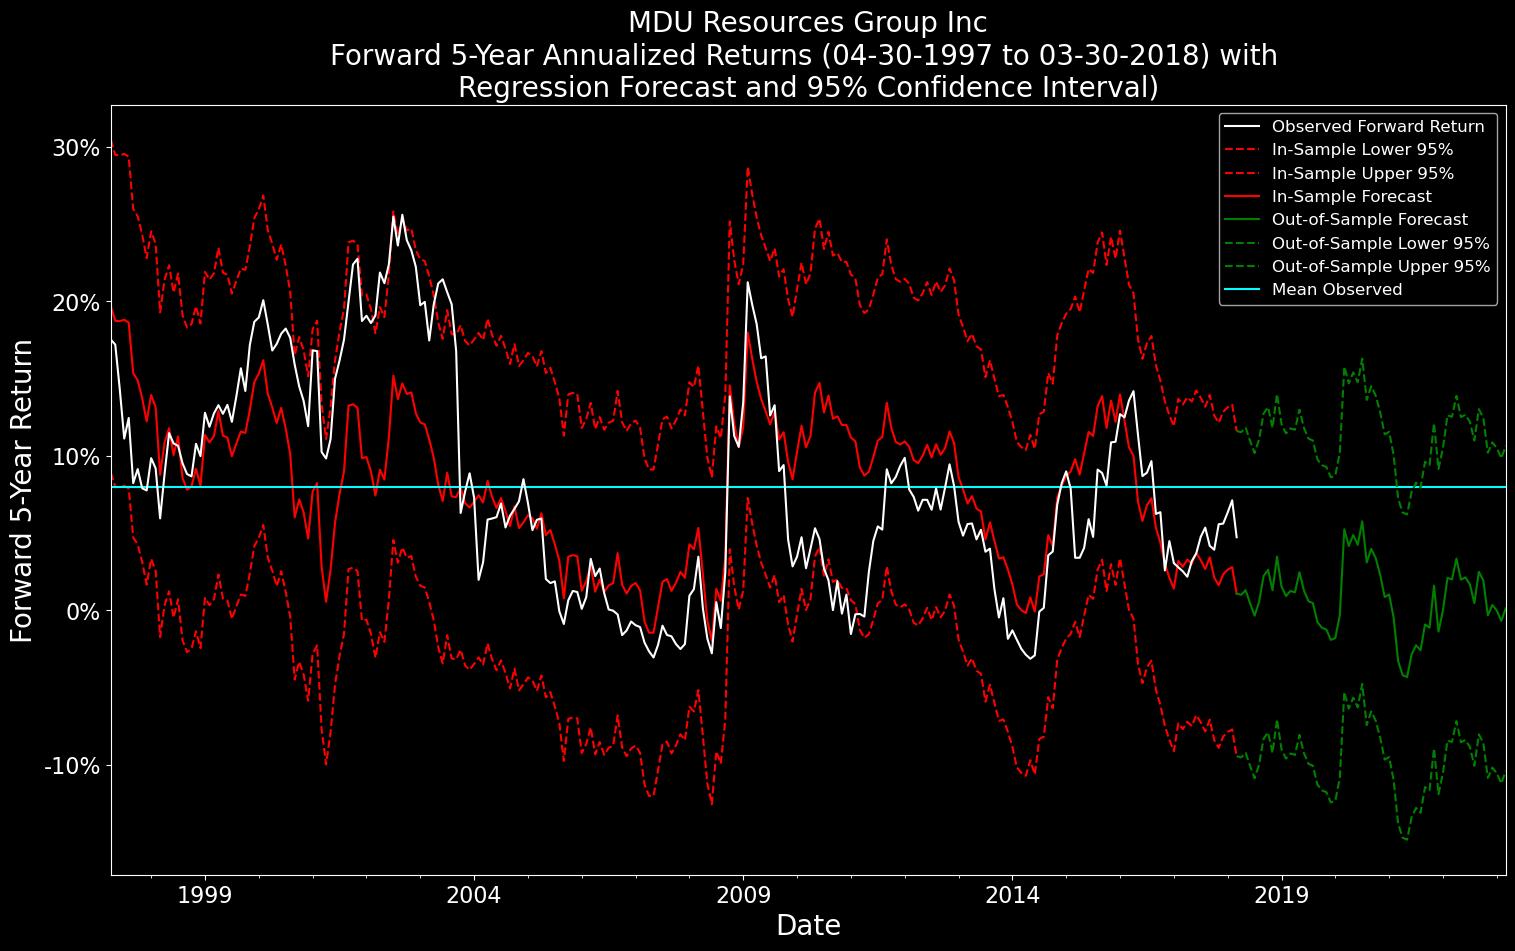 MDU Resources Group Inc
Forward 5-Year Annualized Returns (04-30-1997 to 03-30-2018) with
Regression Forecast and 95% Confidence Interval)
Observed Forward Return
In-Sample Lower 95%
In-Sample Upper 95%
In-Sample Forecast
Out-of-Sample Forecast
Out-of-Sample Lower 95%
Out-of-Sample Upper 95%
Mean Observed
Forward 5-Year Return
30%
20%
10%
0%
-10%
1999
2004
2009
2014
2019
Date